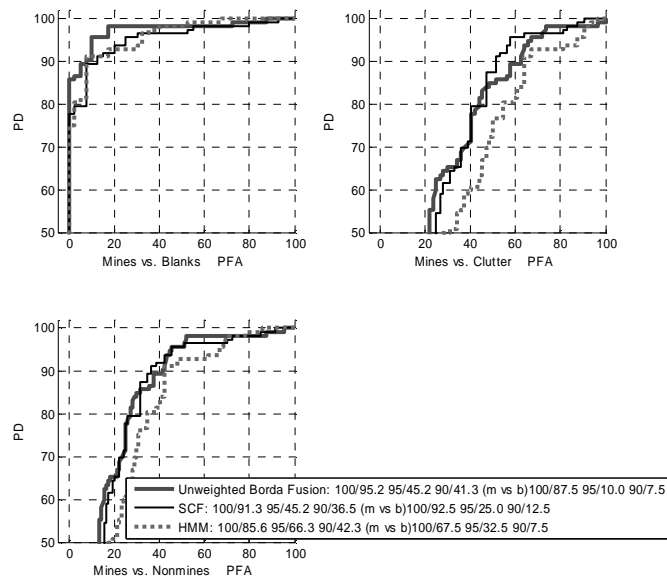 100
90
80
70
60
50
PD
0 20 40 60 80 100
Mines vs. Blanks PFA
100
90
80
70
60
50
PD
0 20 40 60 80 100
Mines vs. Clutter PFA
100
90
80
70
60
50
PD
0 20 40 60 80 100
Mines vs. Nonmines PFA
Unweighted Borda Fusion: 100/95.2 95/45.2 90/41.3 (m vs b)100/87.5 95/10.0 90/7.5
SCF: 100/91.3 95/45.2 90/36.5 (m vs b)100/92.5 95/25.0 90/12.5
HMM: 100/85.6 95/66.3 90/42.3 (m vs b)100/67.5 95/32.5 90/7.5